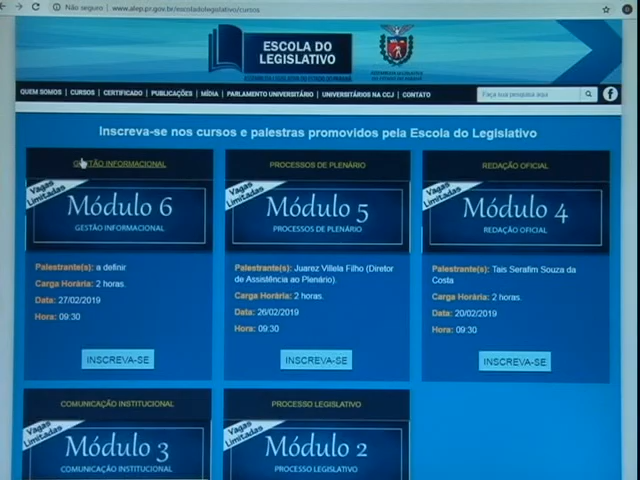 Não seguro | www.alep.pr.gov.br/escoladolegislativo/cursos
ESCOLA DO
LEGISLATIVO
ASSEMBLEIA LEGISLATIVA DO ESTADO DO PARANÁ
QUEM SOMOS | CURSOS | CERTIFICADO | PUBLICAÇÕES | MÍDIA | PARLAMENTO UNIVERSITÁRIO | UNIVERSITÁRIOS NA CCJ | CONTATO
Faça sua pesquisa aqui
Inscreva-se nos cursos e palestras promovidos pela Escola do Legislativo
GESTÃO INFORMACIONAL
Vagas
Limitadas
Módulo 6
GESTÃO INFORMACIONAL
Palestrante(s): a definir
Carga Horária: 2 horas.
Data: 27/02/2019
Hora: 09:30
INSCREVA-SE
PROCESSOS DE PLENÁRIO
Vagas
Limitadas
Módulo 5
PROCESSOS DE PLENÁRIO
Palestrante(s): Juarez Villela Filho (Diretor
de Assistência ao Plenário).
Carga Horária: 2 horas.
Data: 26/02/2019
Hora: 09:30
INSCREVA-SE
REDAÇÃO OFICIAL
Vagas
Limitadas
Módulo 4
REDAÇÃO OFICIAL
Palestrante(s): Tais Serafim Souza da
Costa
Carga Horária: 2 horas.
Data: 20/02/2019
Hora: 09:30
INSCREVA-SE
COMUNICAÇÃO INSTITUCIONAL
Vagas
Limitadas
Módulo 3
COMUNICAÇÃO INSTITUCIONAL
PROCESSO LEGISLATIVO
Vagas
Limitadas
Módulo 2
PROCESSO LEGISLATIVO